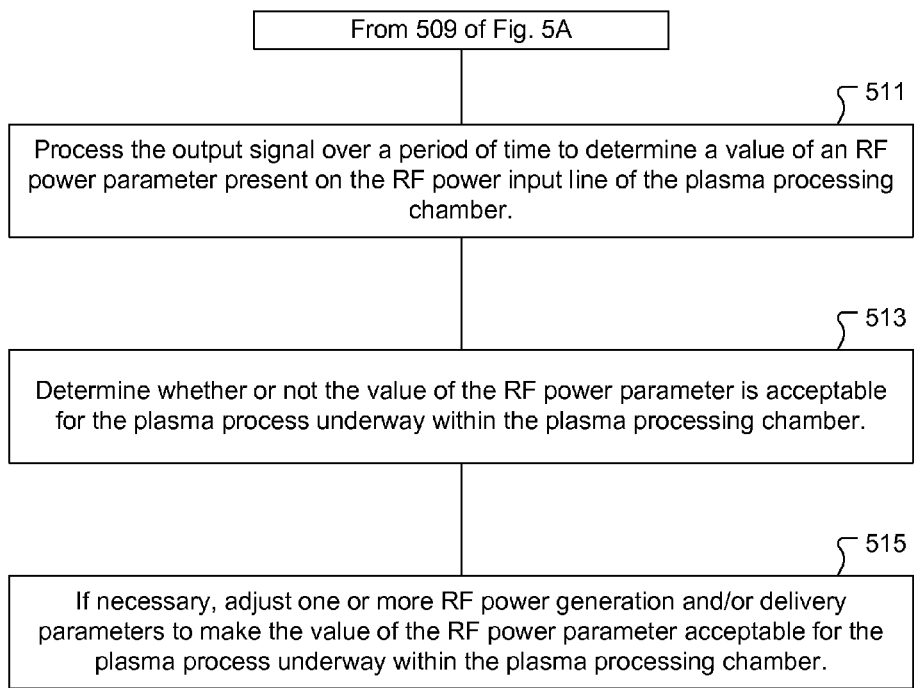 From 509 of Fig. 5A
511
Process the output signal over a period of time to determine a value of an RF
power parameter present on the RF power input line of the plasma processing
chamber.
513
Determine whether or not the value of the RF power parameter is acceptable
for the plasma process underway within the plasma processing chamber.
515
If necessary, adjust one or more RF power generation and/or delivery
parameters to make the value of the RF power parameter acceptable for the
plasma process underway within the plasma processing chamber.